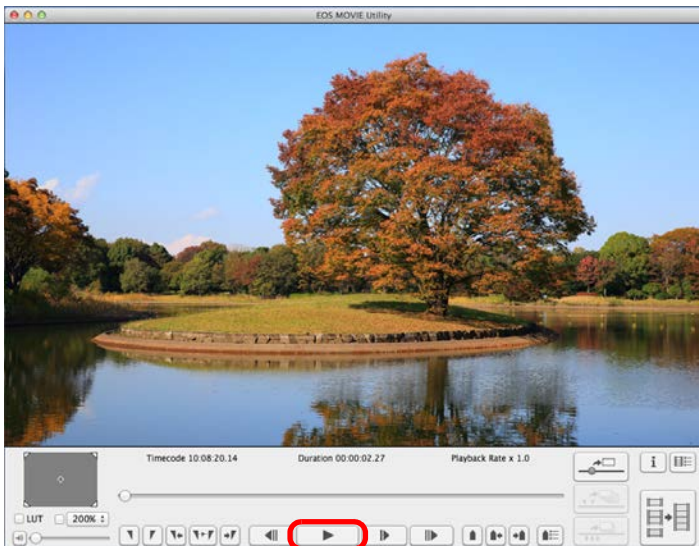 EOS MOVIE Utility
Timecode 10:08:20.14
Duration 00:00:02.27
Playback Rate x 1.0
LUT
200%
i